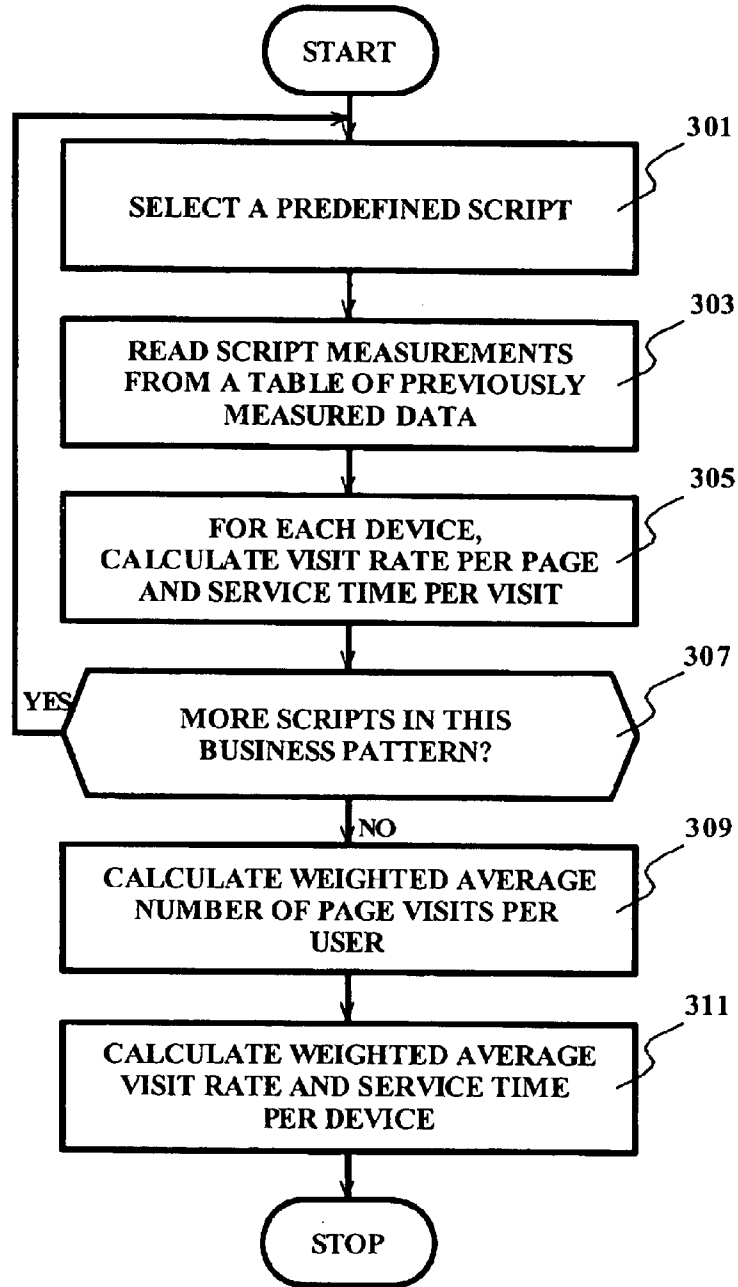 START
301
SELECT A PREDEFINED SCRIPT
303
READ SCRIPT MEASUREMENTS
FROM A TABLE OF PREVIOUSLY
MEASURED DATA
305
FOR EACH DEVICE,
CALCULATE VISIT RATE PER PAGE
AND SERVICE TIME PER VISIT
307
YES
MORE SCRIPTS IN THIS
BUSINESS PATTERN?
NO
309
CALCULATE WEIGHTED AVERAGE
NUMBER OF PAGE VISITS PER
USER
311
CALCULATE WEIGHTED AVERAGE
VISIT RATE AND SERVICE TIME
PER DEVICE
STOP